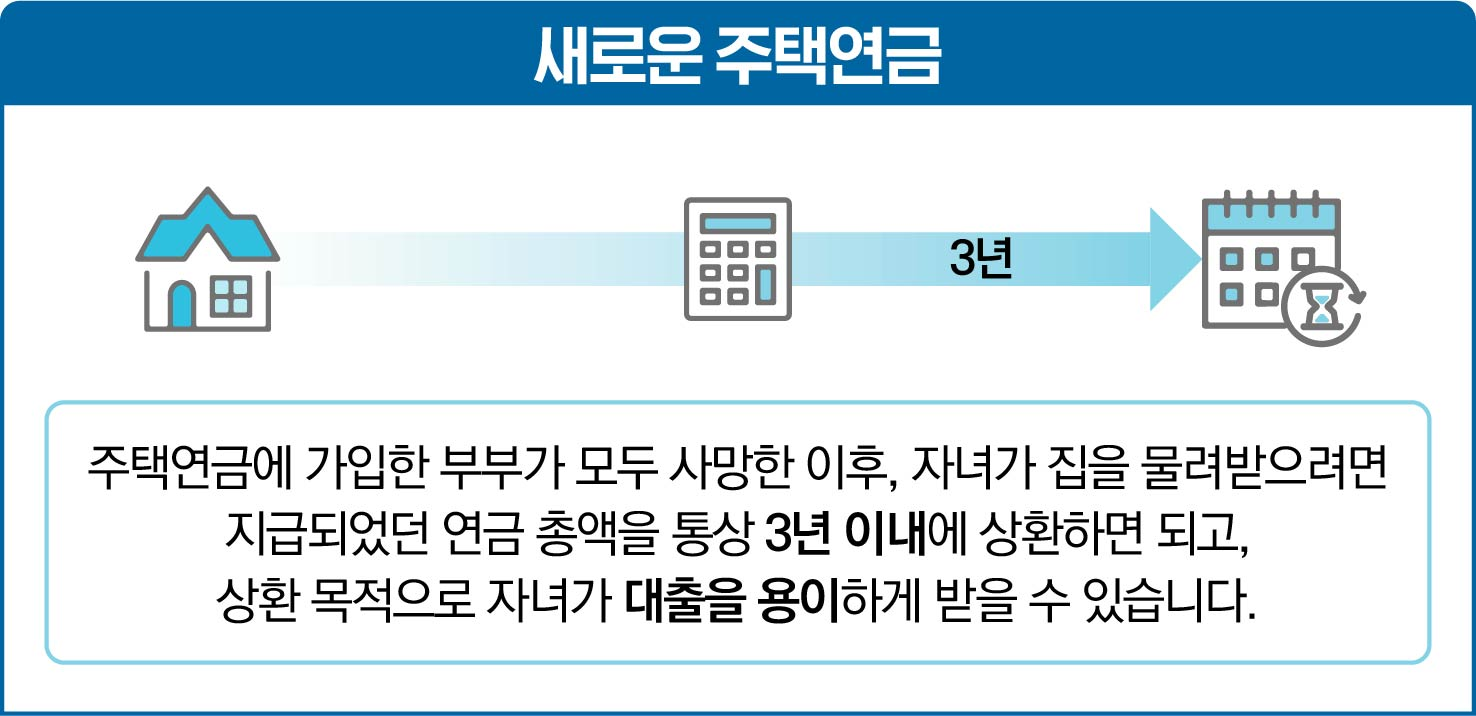 새로운 주택연금
3년
주택연금에 가입한 부부가 모두 사망한 이후, 자녀가 집을 물려받으려면
지급되었던 연금 총액을 통상 3년 이내에 상환하면 되고,
상환 목적으로 자녀가 대출을 용이하게 받을 수 있습니다.